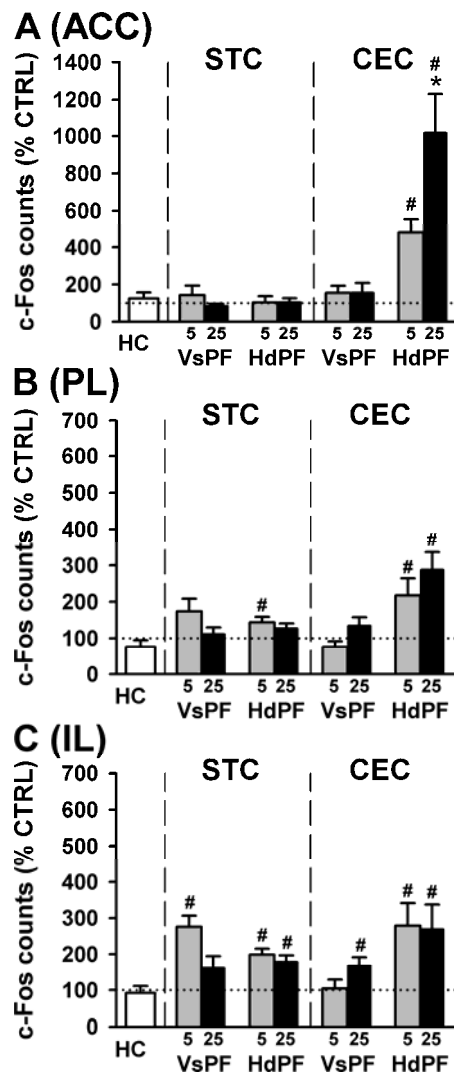 A (ACC)
STC CEC
c-Fos counts (% CTRL)
1400
1200
1000
800
600
400
200
0
#
#
*
HC
5 25 5 25 5 25 5 25
VsPF HdPF VsPF HdPF
B (PL)
STC CEC
c-Fos counts (% CTRL)
700
600
500
400
300
200
100
0
# # #
HC
5 25 5 25 5 25 5 25
VsPF HdPF VsPF HdPF
C (IL)
STC CEC
c-Fos counts (% CTRL)
700
600
500
400
300
200
100
0
# # # # # #
HC
5 25 5 25 5 25 5 25
VsPF HdPF VsPF HdPF